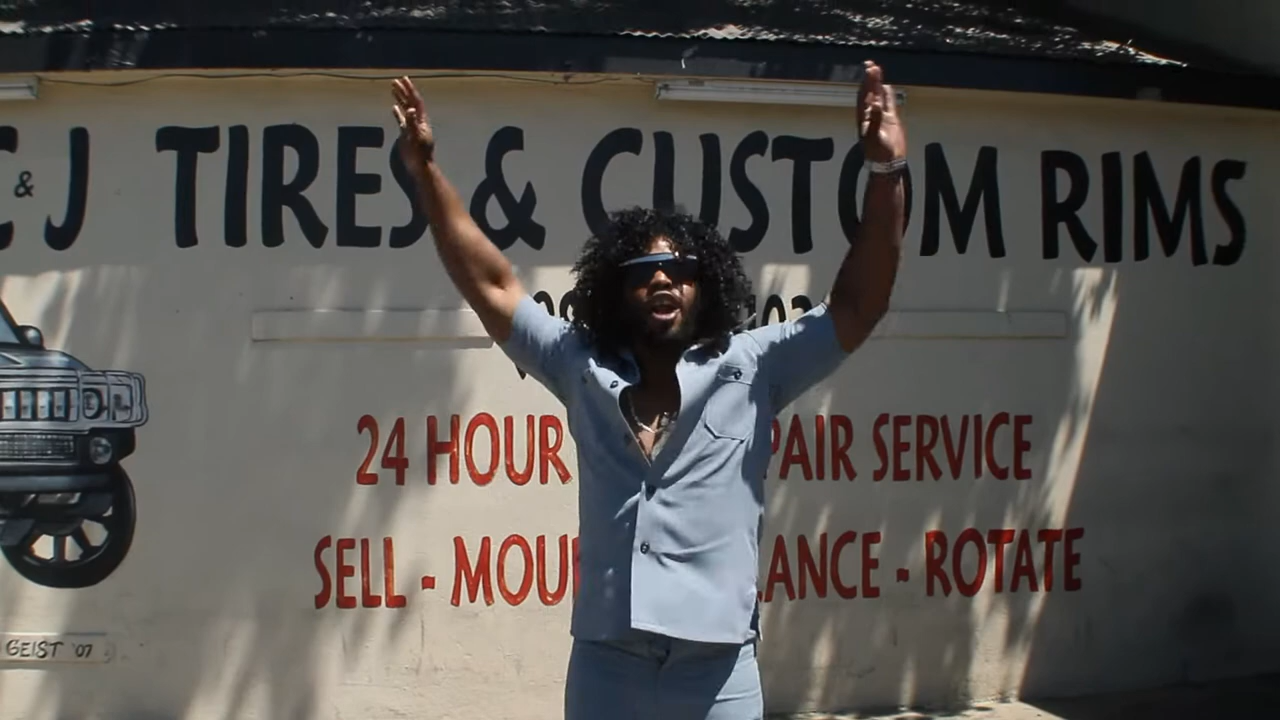 & J TIRES & CUSTOM RIMS
24 HOUR PAIR SERVICE
SELL - MOU LANCE - ROTATE
GEIST '07